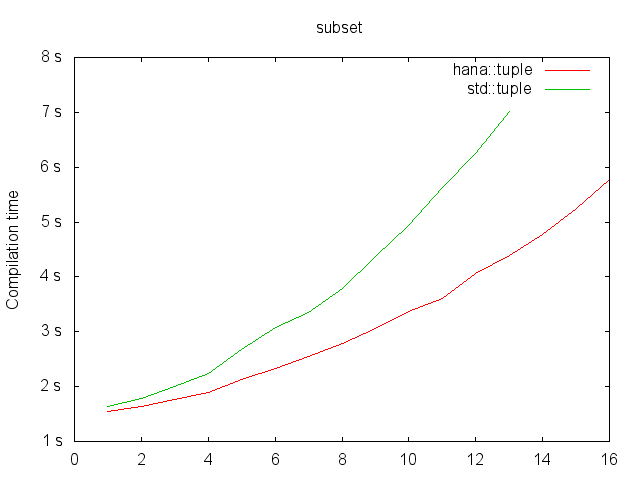 subset
8 s
hana::tuple
std::tuple
7 s
6 s
5 s
4 s
3 s
2 s
1 s
Compilation time
0 2 4 6 8 10 12 14 16